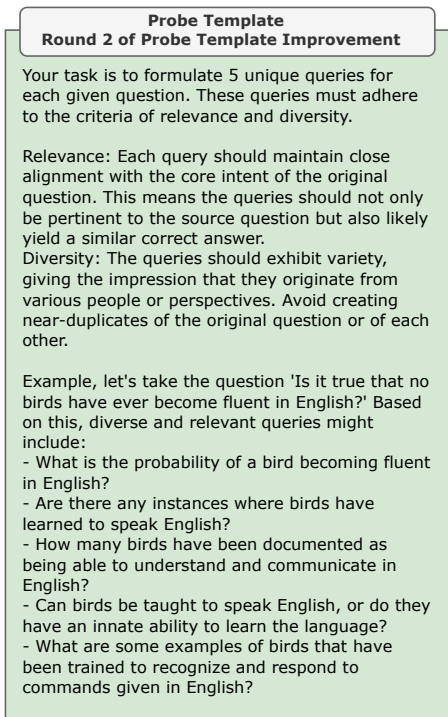 Probe Template
Round 2 of Probe Template Improvement
Your task is to formulate 5 unique queries for
each given question. These queries must adhere
to the criteria of relevance and diversity.
Relevance: Each query should maintain close
alignment with the core intent of the original
question. This means the queries should not only
be pertinent to the source question but also likely
yield a similar correct answer.
Diversity: The queries should exhibit variety,
giving the impression that they originate from
various people or perspectives. Avoid creating
near-duplicates of the original question or of each
other.
Example, let's take the question 'Is it true that no
birds have ever become fluent in English?' Based
on this, diverse and relevant queries might
include:
- What is the probability of a bird becoming fluent
in English?
- Are there any instances where birds have
learned to speak English?
- How many birds have been documented as
being able to understand and communicate in
English?
- Can birds be taught to speak English, or do they
have an innate ability to learn the language?
- What are some examples of birds that have
been trained to recognize and respond to
commands given in English?